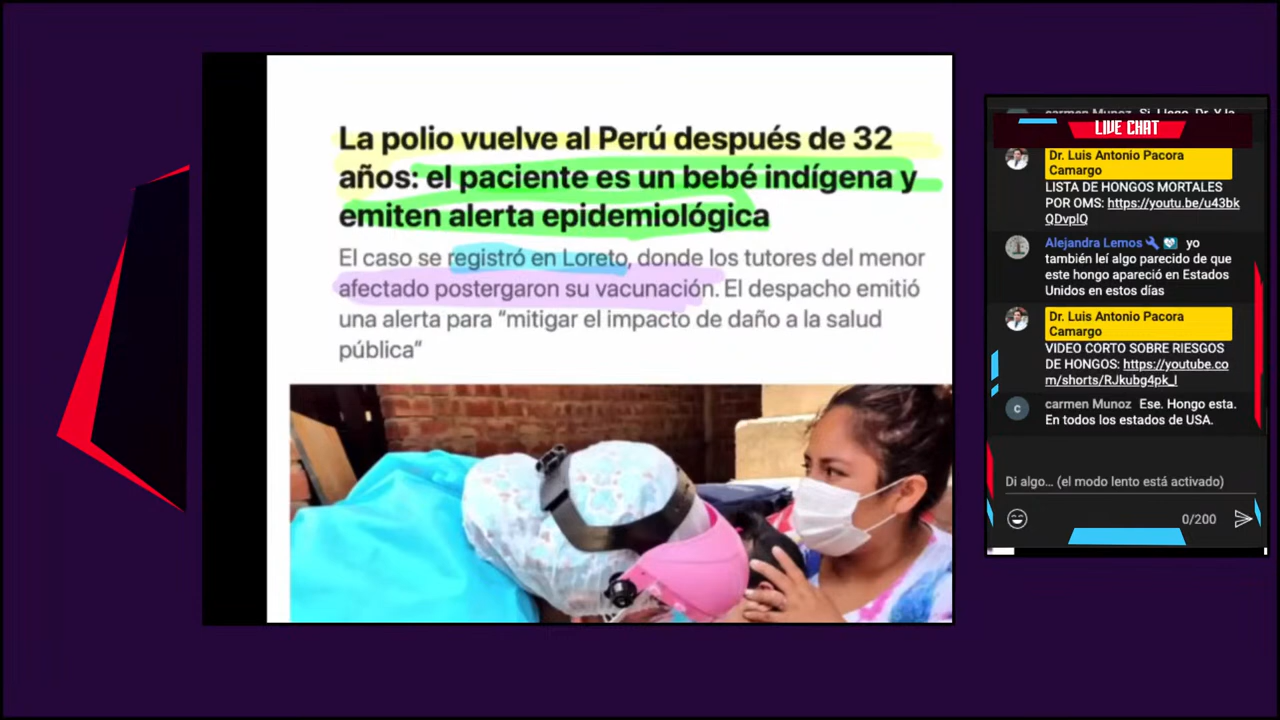 La polio vuelve al Perú después de 32
años: el paciente es un bebé indígena y
emiten alerta epidemiológica
El caso se registró en Loreto, donde los tutores del menor
afectado postergaron su vacunación. El despacho emitió
una alerta para “mitigar el impacto de daño a la salud
pública“
LIVE CHAT
Dr. Luis Antonio Pacora
Camargo
LISTA DE HONGOS MORTALES
POR OMS: https://youtu.be/u43bk
QDvplQ
Alejandra Lemos yo
también leí algo parecido de que
este hongo apareció en Estados
Unidos en estos días
Dr. Luis Antonio Pacora
Camargo
VIDEO CORTO SOBRE RIESGOS
DE HONGOS: https://youtube.co
m/shorts/RJkubg4pk_I
C
carmen Munoz Ese. Hongo esta.
En todos los estados de USA.
Di algo... (el modo lento está activado)
0/200